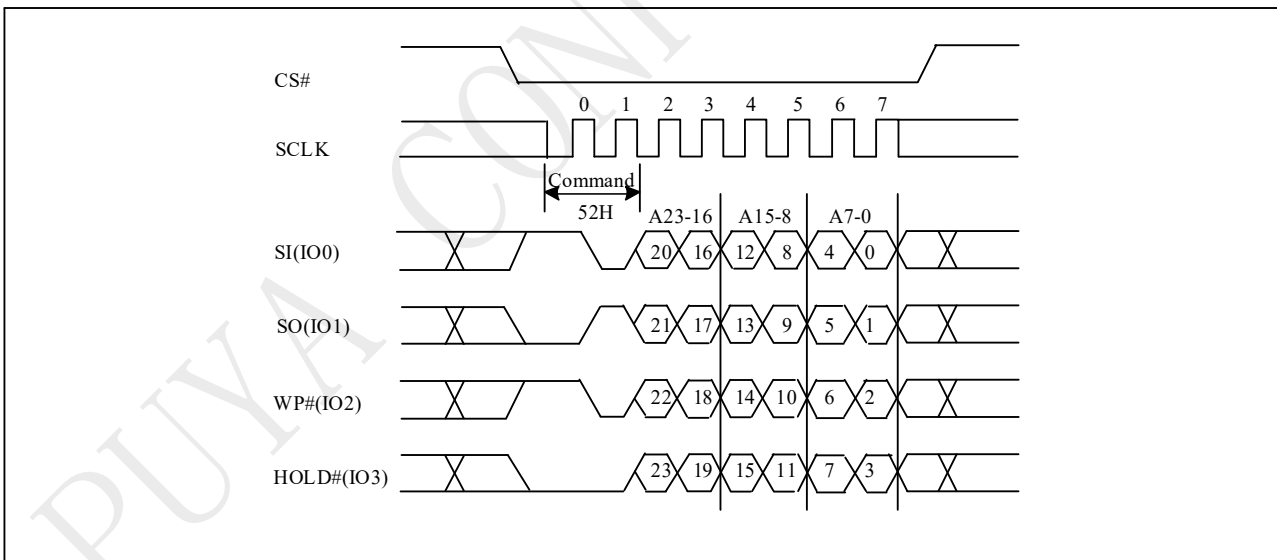 CS#
0 1 2 3 4 5 6 7
SCLK
Command
52H
A23-16 A15-8 A7-0
SI(IO0) 20 16 12 8 4 0
SO(IO1) 21 17 13 9 5 1
WP#(IO2) 22 18 14 10 6 2
HOLD#(IO3) 23 19 15 11 7 3
PUYA CONF